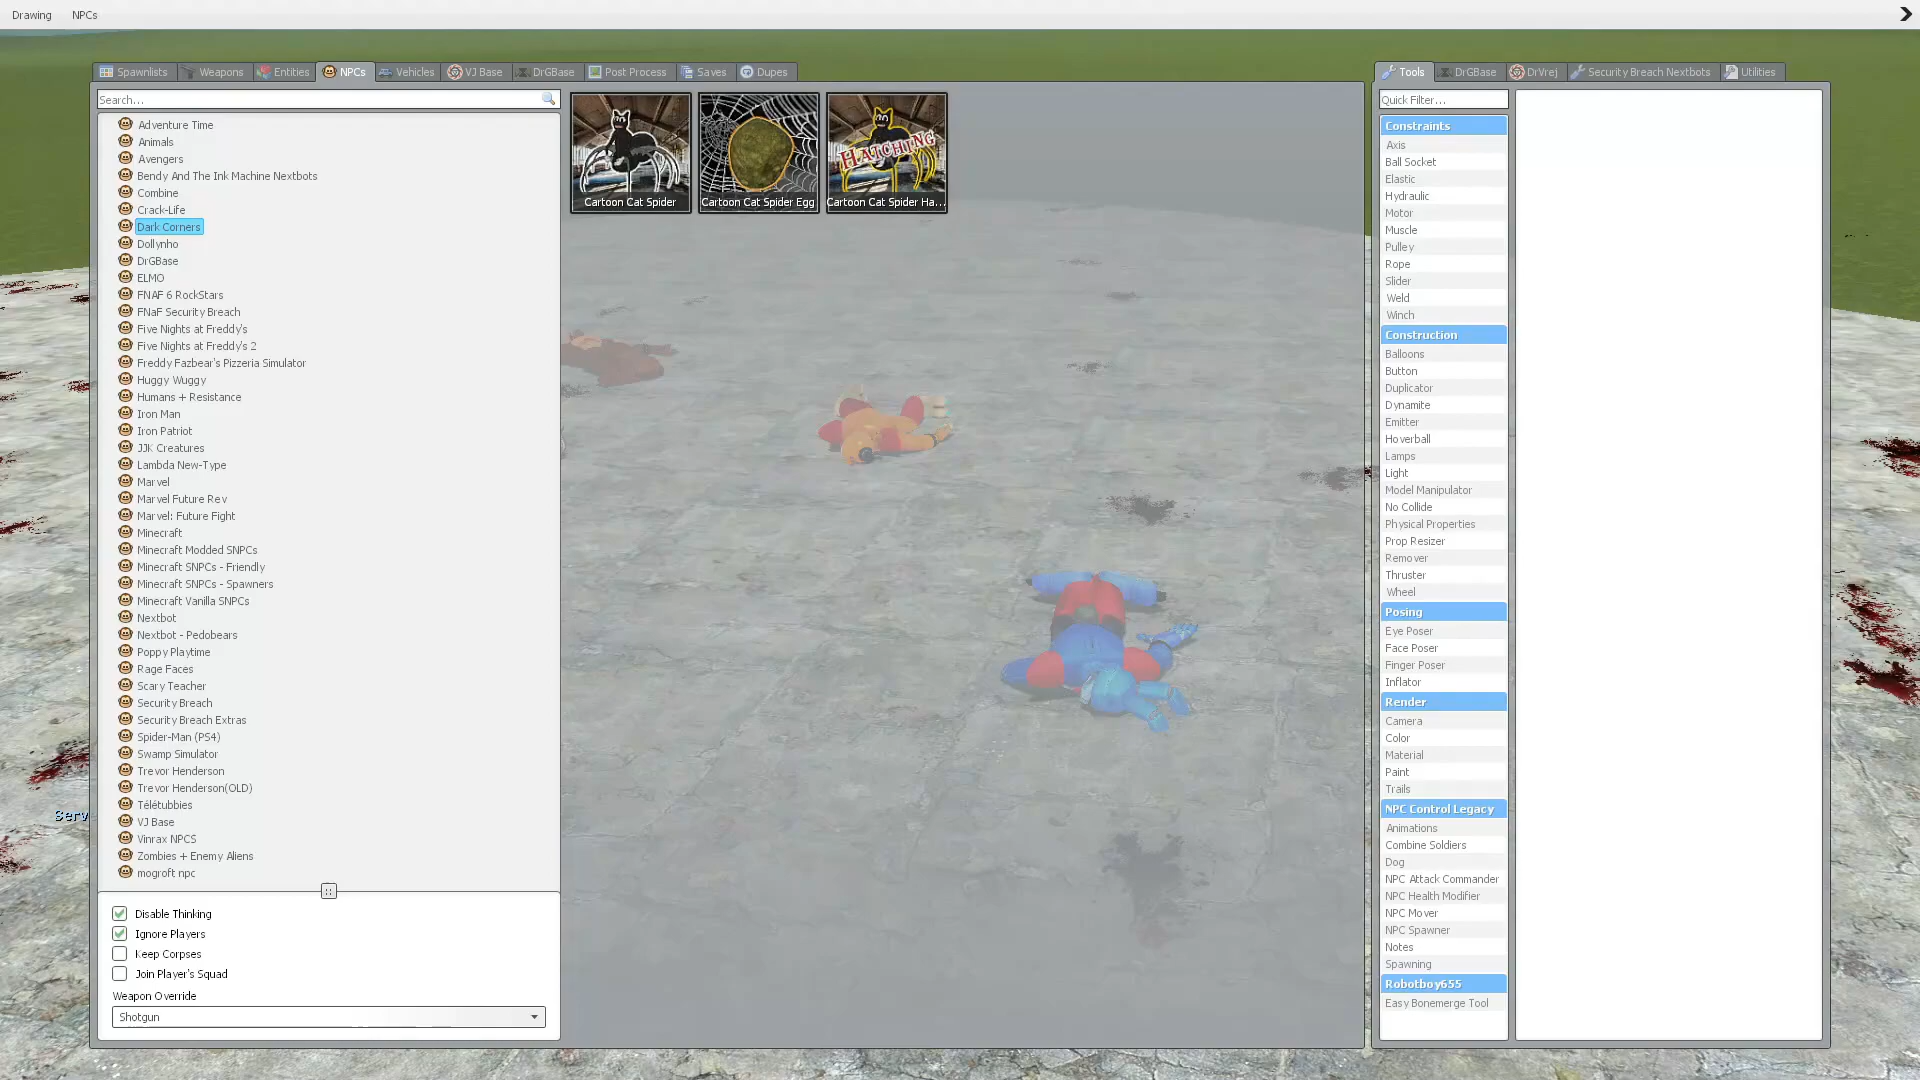 Drawing NPCs
Spawnlists Weapons Entities NPCs Vehicles VJ Base DrGBase Post Process Saves Dupes
Search...
Adventure Time
Animals
Avengers
Bendy And The Ink Machine Nextbots
Combine
Crack-Life
Dark Corners
Dollynho
DrGBase
ELMO
FNAF 6 RockStars
FNaF Security Breach
Five Nights at Freddy's
Five Nights at Freddy's 2
Freddy Fazbear's Pizzeria Simulator
Huggy Wuggy
Humans + Resistance
Iron Man
Iron Patriot
JJK Creatures
Lambda New-Type
Marvel
Marvel Future Rev
Marvel: Future Fight
Minecraft
Minecraft Modded SNPCs
Minecraft SNPCs - Friendly
Minecraft SNPCs - Spawners
Minecraft Vanilla SNPCs
Nextbot
Nextbot - Pedobears
Poppy Playtime
Rage Faces
Scary Teacher
Security Breach
Security Breach Extras
Spider-Man (PS4)
Swamp Simulator
Trevor Henderson
Trevor Henderson(OLD)
Télétubbies
VJ Base
Vinrax NPCS
Zombies + Enemy Aliens
mogroft npc
Disable Thinking
Ignore Players
Keep Corpses
Join Player's Squad
Weapon Override
Shotgun
Serv
HATCHING
Cartoon Cat Spider
Cartoon Cat Spider Egg
Cartoon Cat Spider Ha...
Tools DrGBase DrVrej Security Breach Nextbots Utilities
Quick Filter...
Constraints
Axis
Ball Socket
Elastic
Hydraulic
Motor
Muscle
Pulley
Rope
Slider
Weld
Winch
Construction
Balloons
Button
Duplicator
Dynamite
Emitter
Hoverball
Lamps
Light
Model Manipulator
No Collide
Physical Properties
Prop Resizer
Remover
Thruster
Wheel
Posing
Eye Poser
Face Poser
Finger Poser
Inflator
Render
Camera
Color
Material
Paint
Trails
NPC Control Legacy
Animations
Combine Soldiers
Dog
NPC Attack Commander
NPC Health Modifier
NPC Mover
NPC Spawner
Notes
Spawning
Robotboy655
Easy Bonemerge Tool